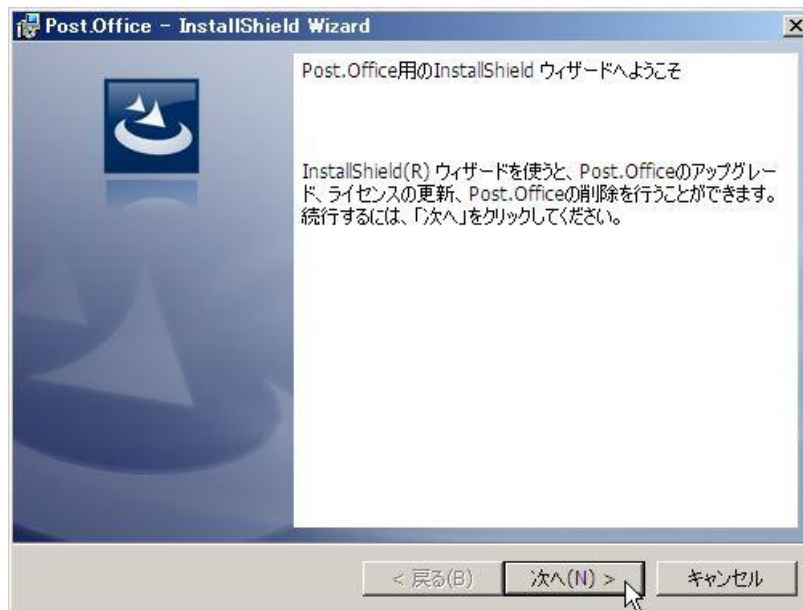 Post.Office - InstallShield Wizard
Post.Office用のInstallShield ウィザードへようこそ
InstallShield(R) ウィザードを使うと、Post.Officeのアップグレー
ド、ライセンスの更新、Post.Officeの削除を行うことができます。
続行するには、「次へ」をクリックしてください。
< 戻る(B)
次へ(N) >
キャンセル